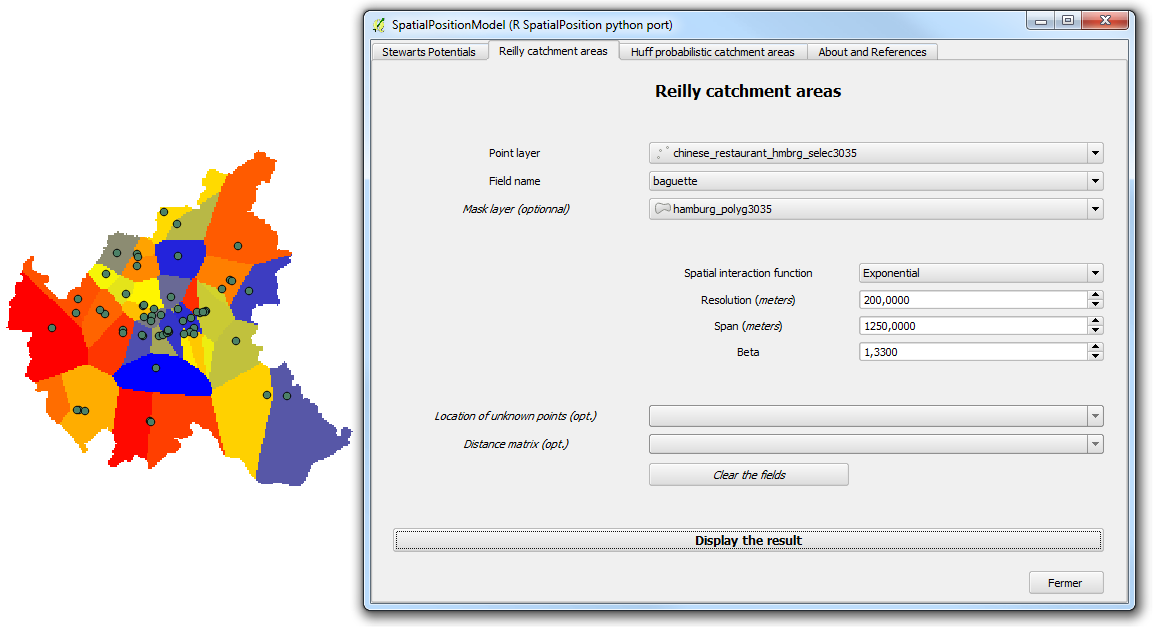 SpatialPositionModel (R SpatialPosition python port)
Stewarts Potentials
Reilly catchment areas
Huff probabilistic catchment areas
About and References
Reilly catchment areas
Point layer
chinese_restaurant_hmbrg_selec3035
Field name
baguette
Mask layer (optionnal)
hamburg_polyg3035
Spatial interaction function
Exponential
Resolution (meters)
200,0000
Span (meters)
1250,0000
Beta
1,3300
Location of unknown points (opt.)
Distance matrix (opt.)
Clear the fields
Display the result
Fermer